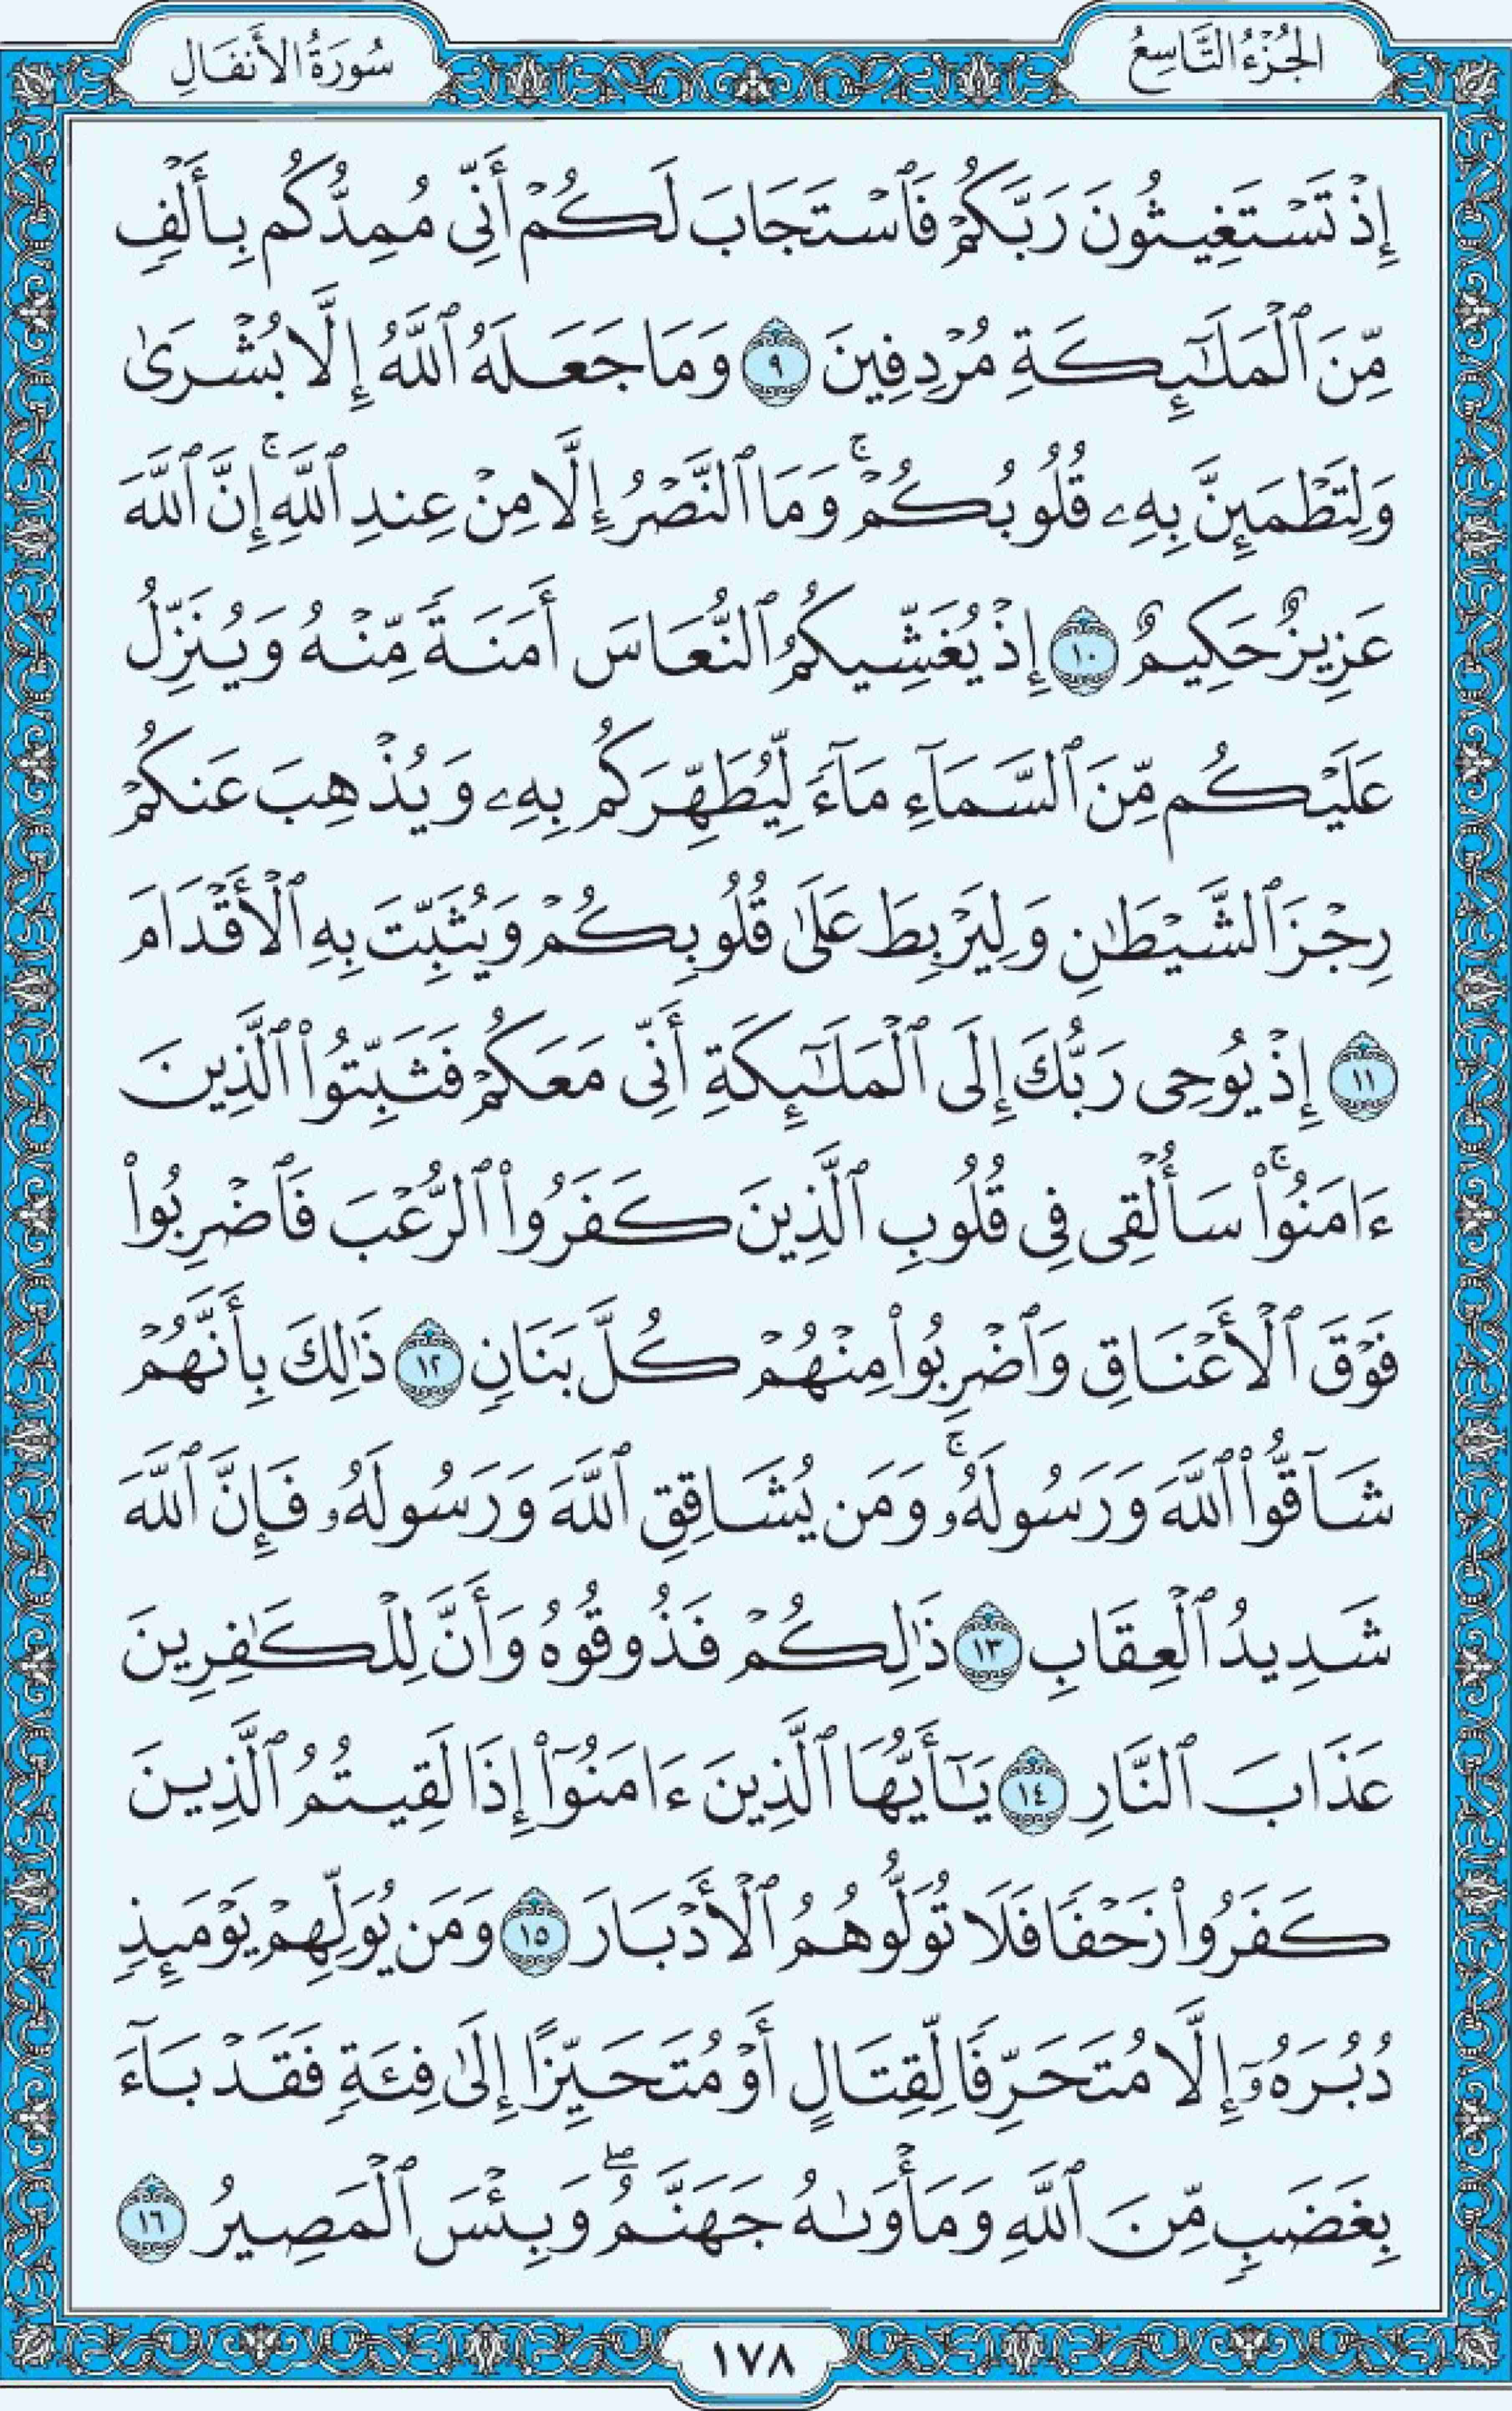 الجُزْءُ التَّاسِعُ
سُورَةُ الأَنفَالِ
إِذْ تَسْتَغِيثُونَ رَبَّكُمْ فَٱسْتَجَابَ لَكُمْ أَنِّى مُمِدُّكُم بِأَلْفٍ
مِّنَ ٱلْمَلَٰٓئِكَةِ مُرْدِفِينَ ٩ وَمَا جَعَلَهُ ٱللَّهُ إِلَّا بُشْرَىٰ
وَلِتَطْمَئِنَّ بِهِۦ قُلُوبُكُمْ ۚ وَمَا ٱلنَّصْرُ إِلَّا مِنْ عِندِ ٱللَّهِ ۚ إِنَّ ٱللَّهَ
عَزِيزٌ حَكِيمٌ ١٠ إِذْ يُغَشِّيكُمُ ٱلنُّعَاسَ أَمَنَةً مِّنْهُ وَيُنَزِّلُ
عَلَيْكُم مِّنَ ٱلسَّمَآءِ مَآءً لِّيُطَهِّرَكُم بِهِۦ وَيُذْهِبَ عَنكُمْ
رِجْزَ ٱلشَّيْطَٰنِ وَلِيَرْبِطَ عَلَىٰ قُلُوبِكُمْ وَيُثَبِّتَ بِهِ ٱلْأَقْدَامَ
١١ إِذْ يُوحِى رَبُّكَ إِلَى ٱلْمَلَٰٓئِكَةِ أَنِّى مَعَكُمْ فَثَبِّتُوا۟ ٱلَّذِينَ
ءَامَنُوا۟ ۚ سَأُلْقِى فِى قُلُوبِ ٱلَّذِينَ كَفَرُوا۟ ٱلرُّعْبَ فَٱضْرِبُوا۟
فَوْقَ ٱلْأَعْنَاقِ وَٱضْرِبُوا۟ مِنْهُمْ كُلَّ بَنَانٍ ١٢ ذَٰلِكَ بِأَنَّهُمْ
شَآقُّوا۟ ٱللَّهَ وَرَسُولَهُۥ ۚ وَمَن يُشَاقِقِ ٱللَّهَ وَرَسُولَهُۥ فَإِنَّ ٱللَّهَ
شَدِيدُ ٱلْعِقَابِ ١٣ ذَٰلِكُمْ فَذُوقُوهُ وَأَنَّ لِلْكَٰفِرِينَ
عَذَابَ ٱلنَّارِ ١٤ يَٰٓأَيُّهَا ٱلَّذِينَ ءَامَنُوٓا۟ إِذَا لَقِيتُمُ ٱلَّذِينَ
كَفَرُوا۟ زَحْفًا فَلَا تُوَلُّوهُمُ ٱلْأَدْبَارَ ١٥ وَمَن يُوَلِّهِمْ يَوْمَئِذٍ
دُبُرَهُۥٓ إِلَّا مُتَحَرِّفًا لِّقِتَالٍ أَوْ مُتَحَيِّزًا إِلَىٰ فِئَةٍ فَقَدْ بَآءَ
بِغَضَبٍ مِّنَ ٱللَّهِ وَمَأْوَىٰهُ جَهَنَّمُ ۖ وَبِئْسَ ٱلْمَصِيرُ ١٦
١٧٨